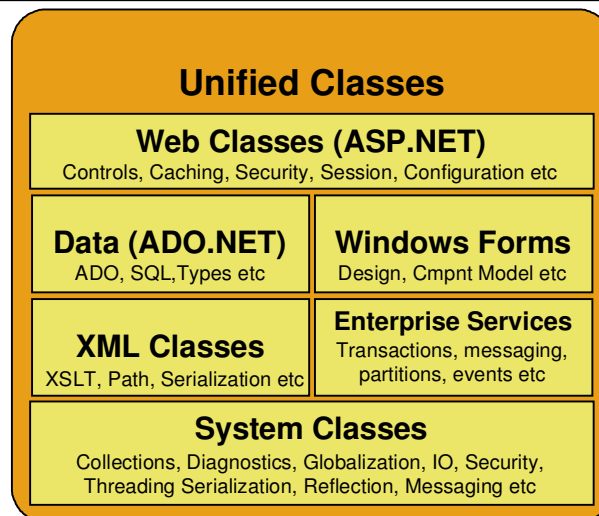 Unified Classes
Web Classes (ASP.NET)
Controls, Caching, Security, Session, Configuration etc
Data (ADO.NET)
ADO, SQL,Types etc
Windows Forms
Design, Cmpnt Model etc
XML Classes
XSLT, Path, Serialization etc
Enterprise Services
Transactions, messaging,
partitions, events etc
System Classes
Collections, Diagnostics, Globalization, IO, Security,
Threading Serialization, Reflection, Messaging etc